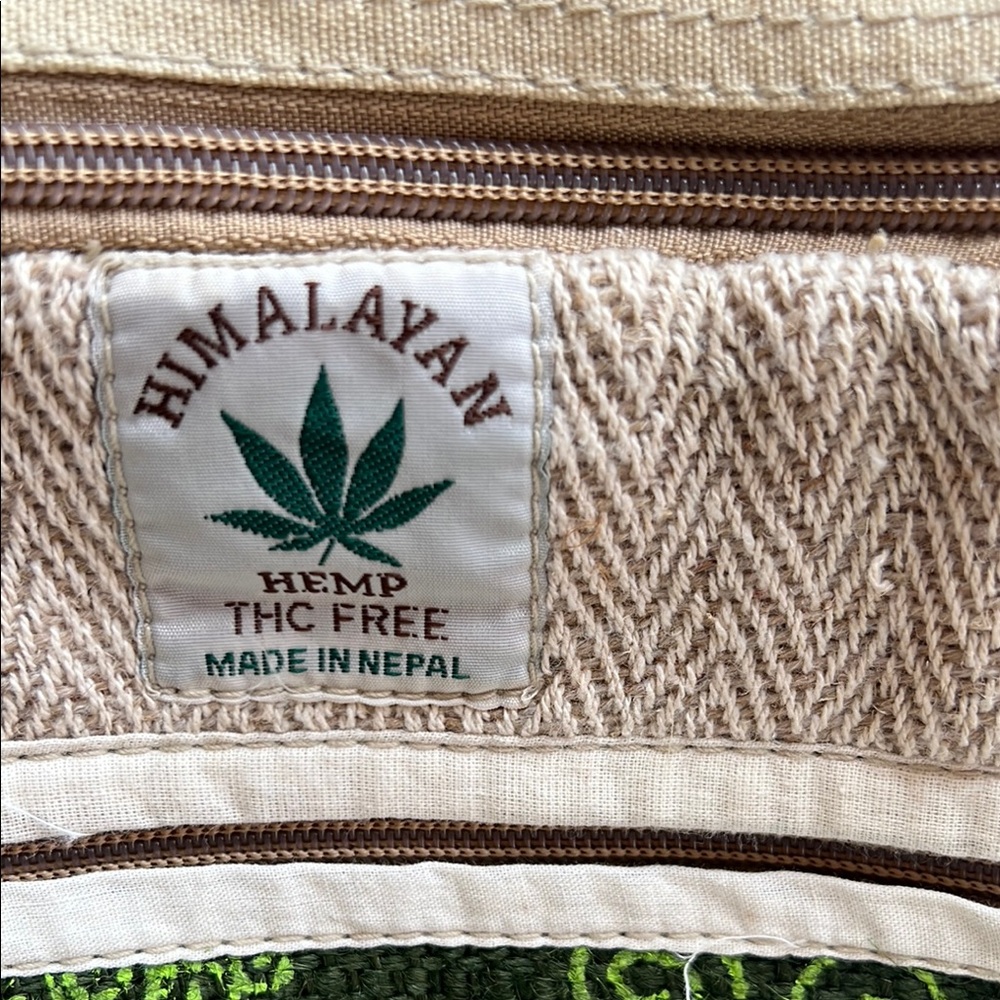 HIMALAYAN
HEMP
THC FREE
MADE IN NEPAL